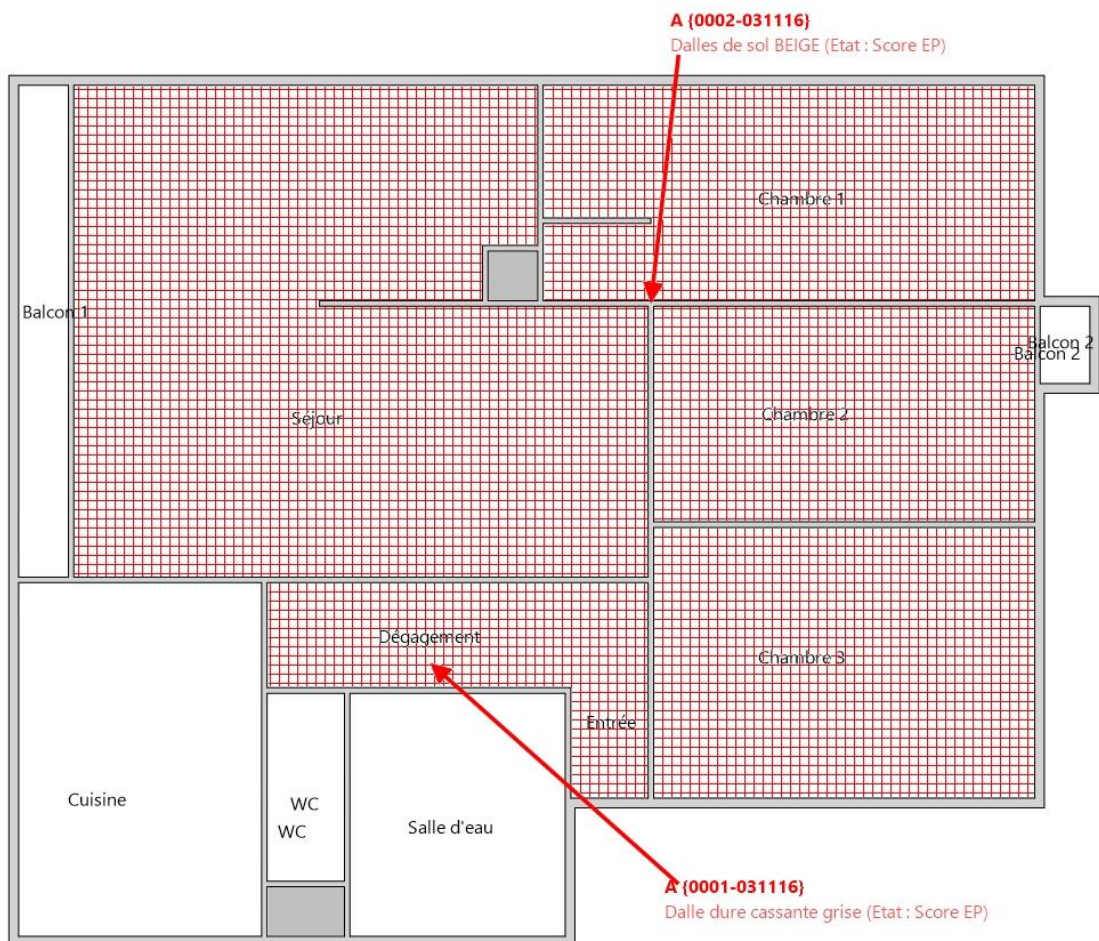 A {0002-031116}
Dalles de sol BEIGE (Etat : Score EP)
Chambre 1
Balcon 1
Balcon 2
Balcon 2
Séjour
Chambre 2
Dégagement
Chambre 3
Entrée
Cuisine
WC
WC
Salle d'eau
A {0001-031116}
Dalle dure cassante grise (Etat : Score EP)